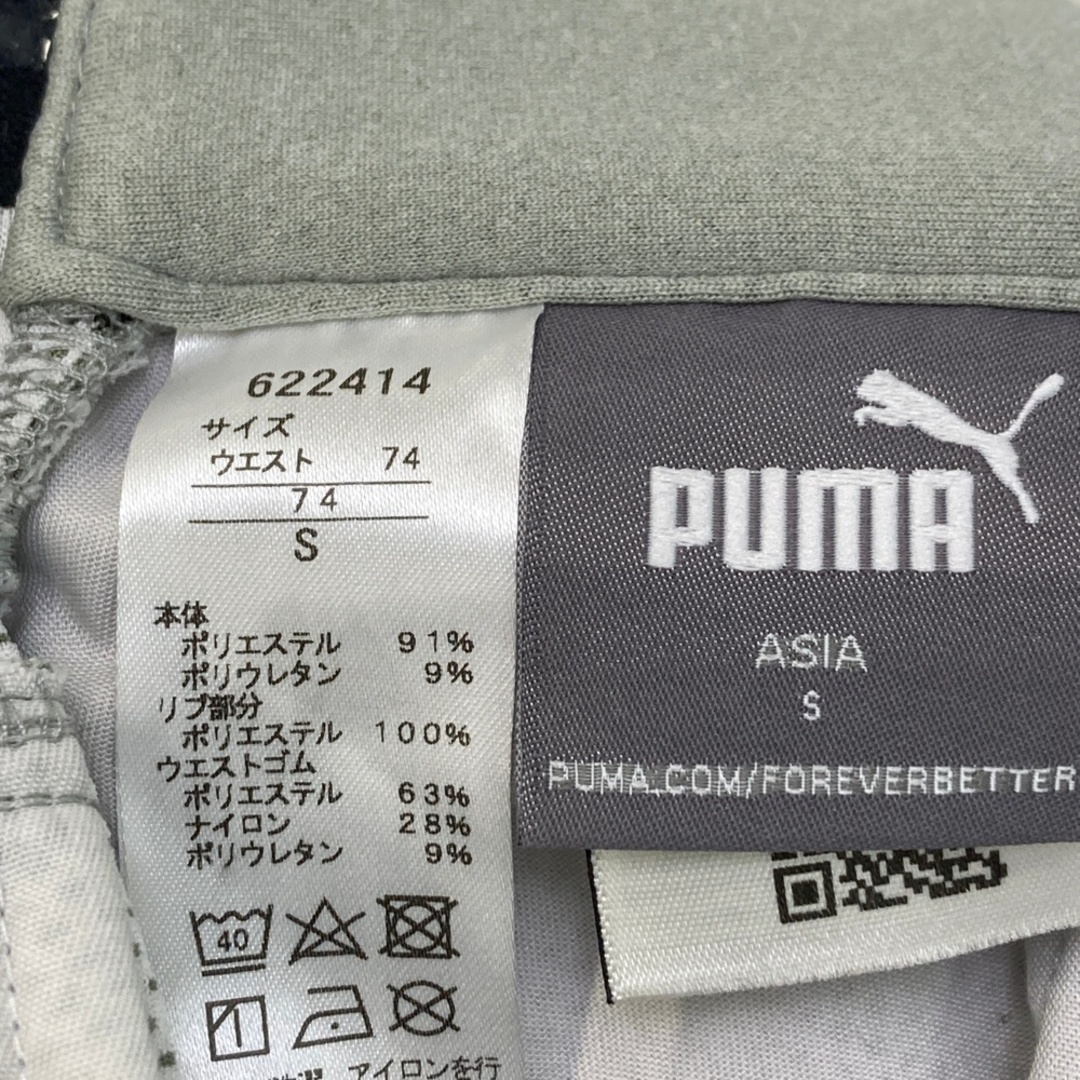 622414
サイズ
ウエスト 74
74
S
本体
ポリエステル 91%
ポリウレタン 9%
リブ部分
ポリエステル 100%
ウエストゴム
ポリエステル 63%
ナイロン 28%
ポリウレタン 9%
40
アイロンを行
PUMA
ASIA
S
PUMA.COM/FOREVERBETTER